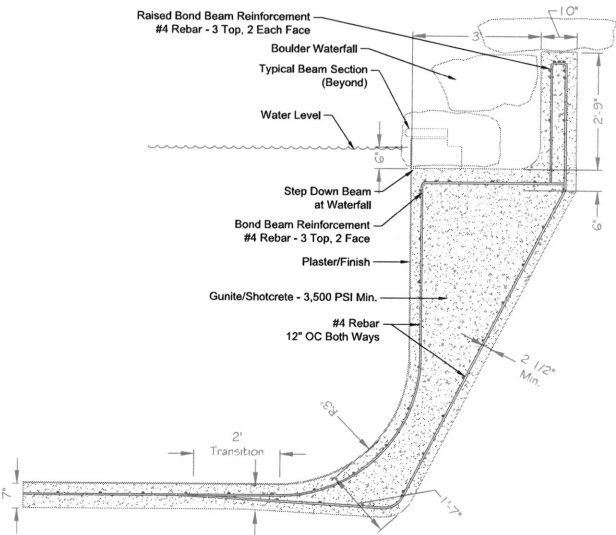 Raised Bond Beam Reinforcement
#4 Rebar - 3 Top, 2 Each Face
3'
10"
Boulder Waterfall
Typical Beam Section
(Beyond)
2'-9"
Water Level
6"
Step Down Beam
at Waterfall
6"
Bond Beam Reinforcement
#4 Rebar - 3 Top, 2 Face
Plaster/Finish
Gunite/Shotcrete - 3,500 PSI Min.
#4 Rebar
12" OC Both Ways
2 1/2"
Min.
R3'
2'
Transition
7"
1'-7"